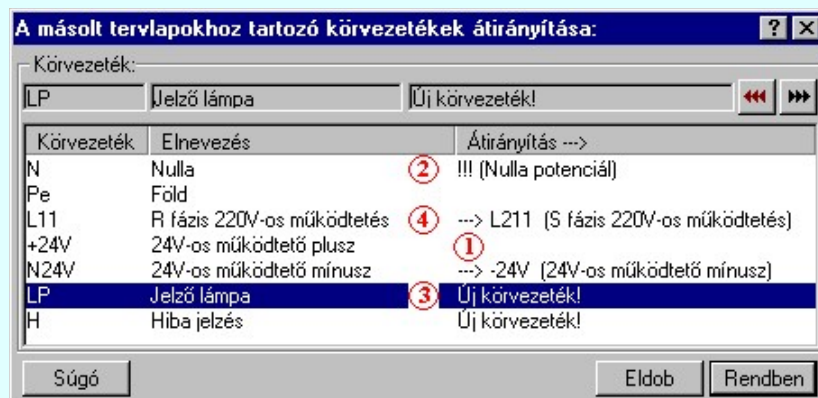 A másolt tervlapokhoz tartozó körvezetékek átirányítása: ? X
Körvezeték:
LP Jelző lámpa Új körvezeték!
Körvezeték Elnevezés Átirányítás --->
N Nulla 2 !!! (Nulla potenciál)
Pe Föld
L11 R fázis 220V-os működtetés 4 ---> L211 (S fázis 220V-os működtetés)
+24V 24V-os működtető plusz 1
N24V 24V-os működtető mínusz ---> -24V (24V-os működtető mínusz)
LP Jelző lámpa 3 Új körvezeték!
H Hiba jelzés Új körvezeték!
Súgó Eldob Rendben